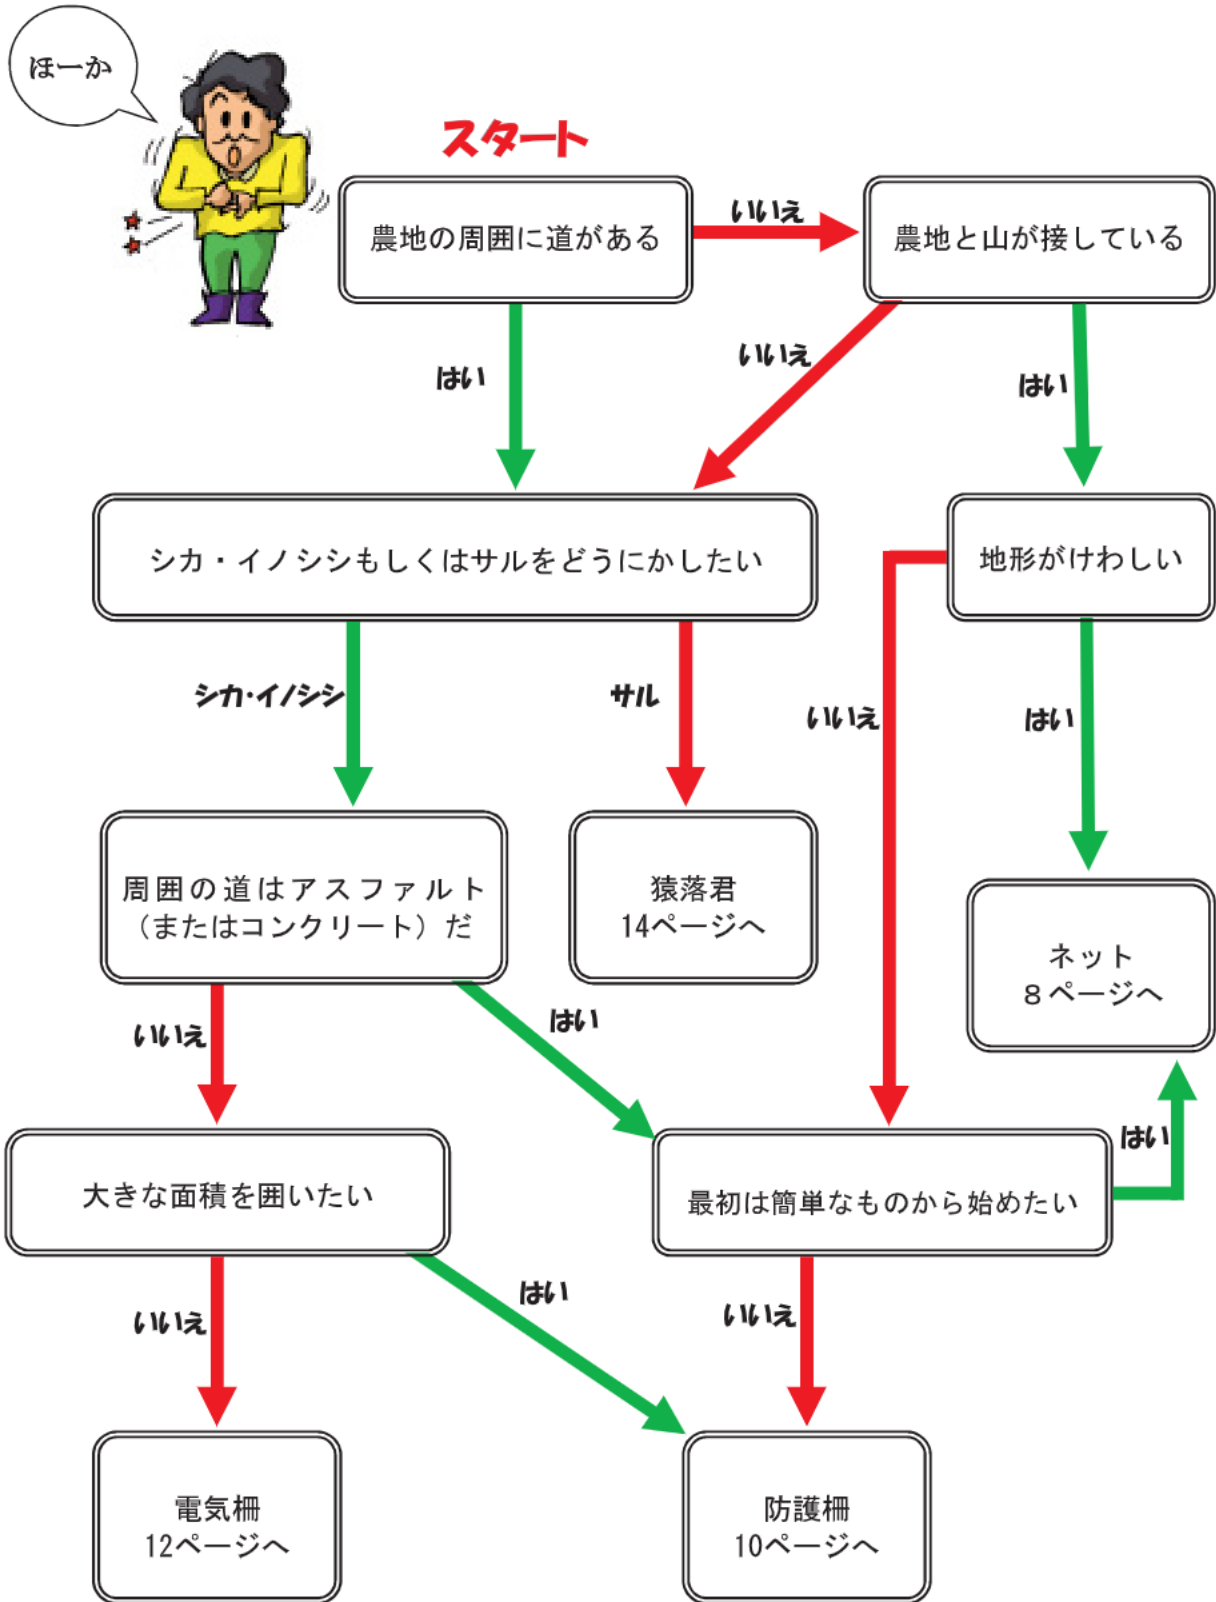 ほーか
スタート
農地の周囲に道がある
いいえ
農地と山が接している
はい
いいえ
はい
シカ・イノシシもしくはサルをどうにかしたい
地形がけわしい
シカ・イノシシ
サル
いいえ
はい
周囲の道はアスファルト
（またはコンクリート）だ
猿落君
14ページへ
ネット
８ページへ
いいえ
はい
はい
大きな面積を囲いたい
最初は簡単なものから始めたい
いいえ
はい
いいえ
電気柵
12ページへ
防護柵
10ページへ